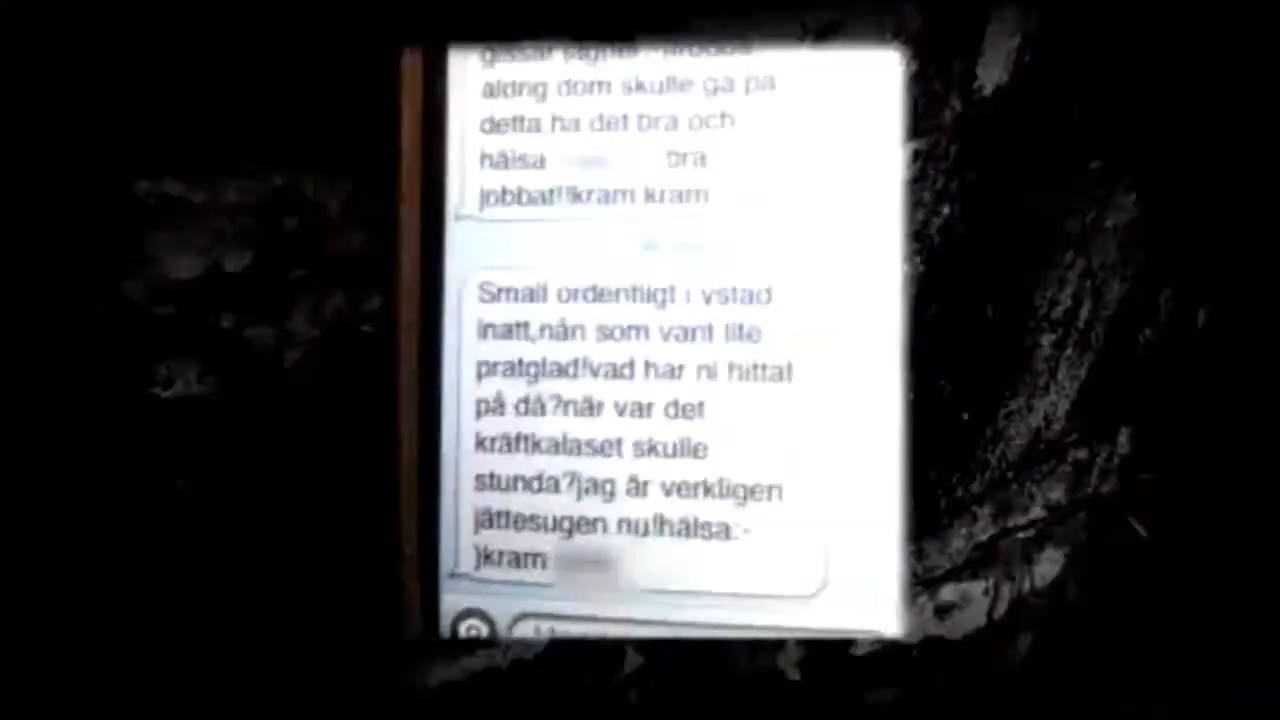 aldrig dom skulle gå på
detta ha det bra och
hälsa bra
jobbat!!kram kram
Small ordentligt i ystad
inatt,nån som varit lite
pratglad!vad har ni hittat
på då?när var det
kräftkalaset skulle
stunda?jag är verkligen
jättesugen nu!hälsa:-
)kram